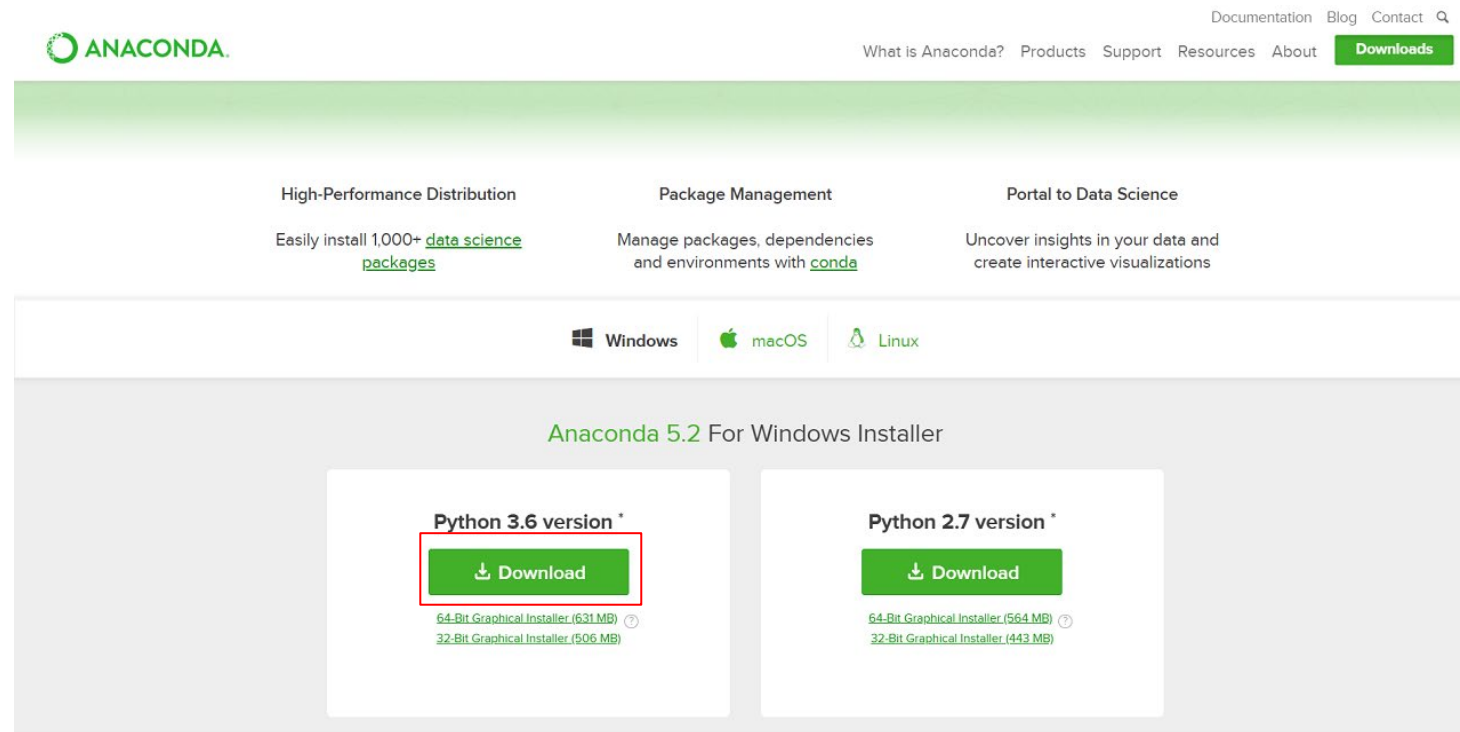 Documentation Blog Contact
ANACONDA.
What is Anaconda? Products Support Resources About Downloads
High-Performance Distribution
Easily install 1,000+ data science
packages
Package Management
Manage packages, dependencies
and environments with conda
Portal to Data Science
Uncover insights in your data and
create interactive visualizations
Windows macOS Linux
Anaconda 5.2 For Windows Installer
Python 3.6 version *
Download
64-Bit Graphical Installer (631 MB) ?
32-Bit Graphical Installer (506 MB)
Python 2.7 version *
Download
64-Bit Graphical Installer (564 MB) ?
32-Bit Graphical Installer (443 MB)